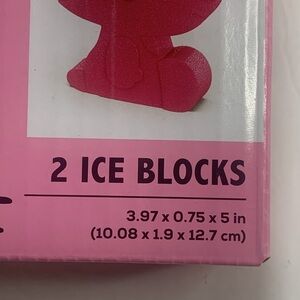 2 ICE BLOCKS
3.97 x 0.75 x 5 in
(10.08 x 1.9 x 12.7 cm)